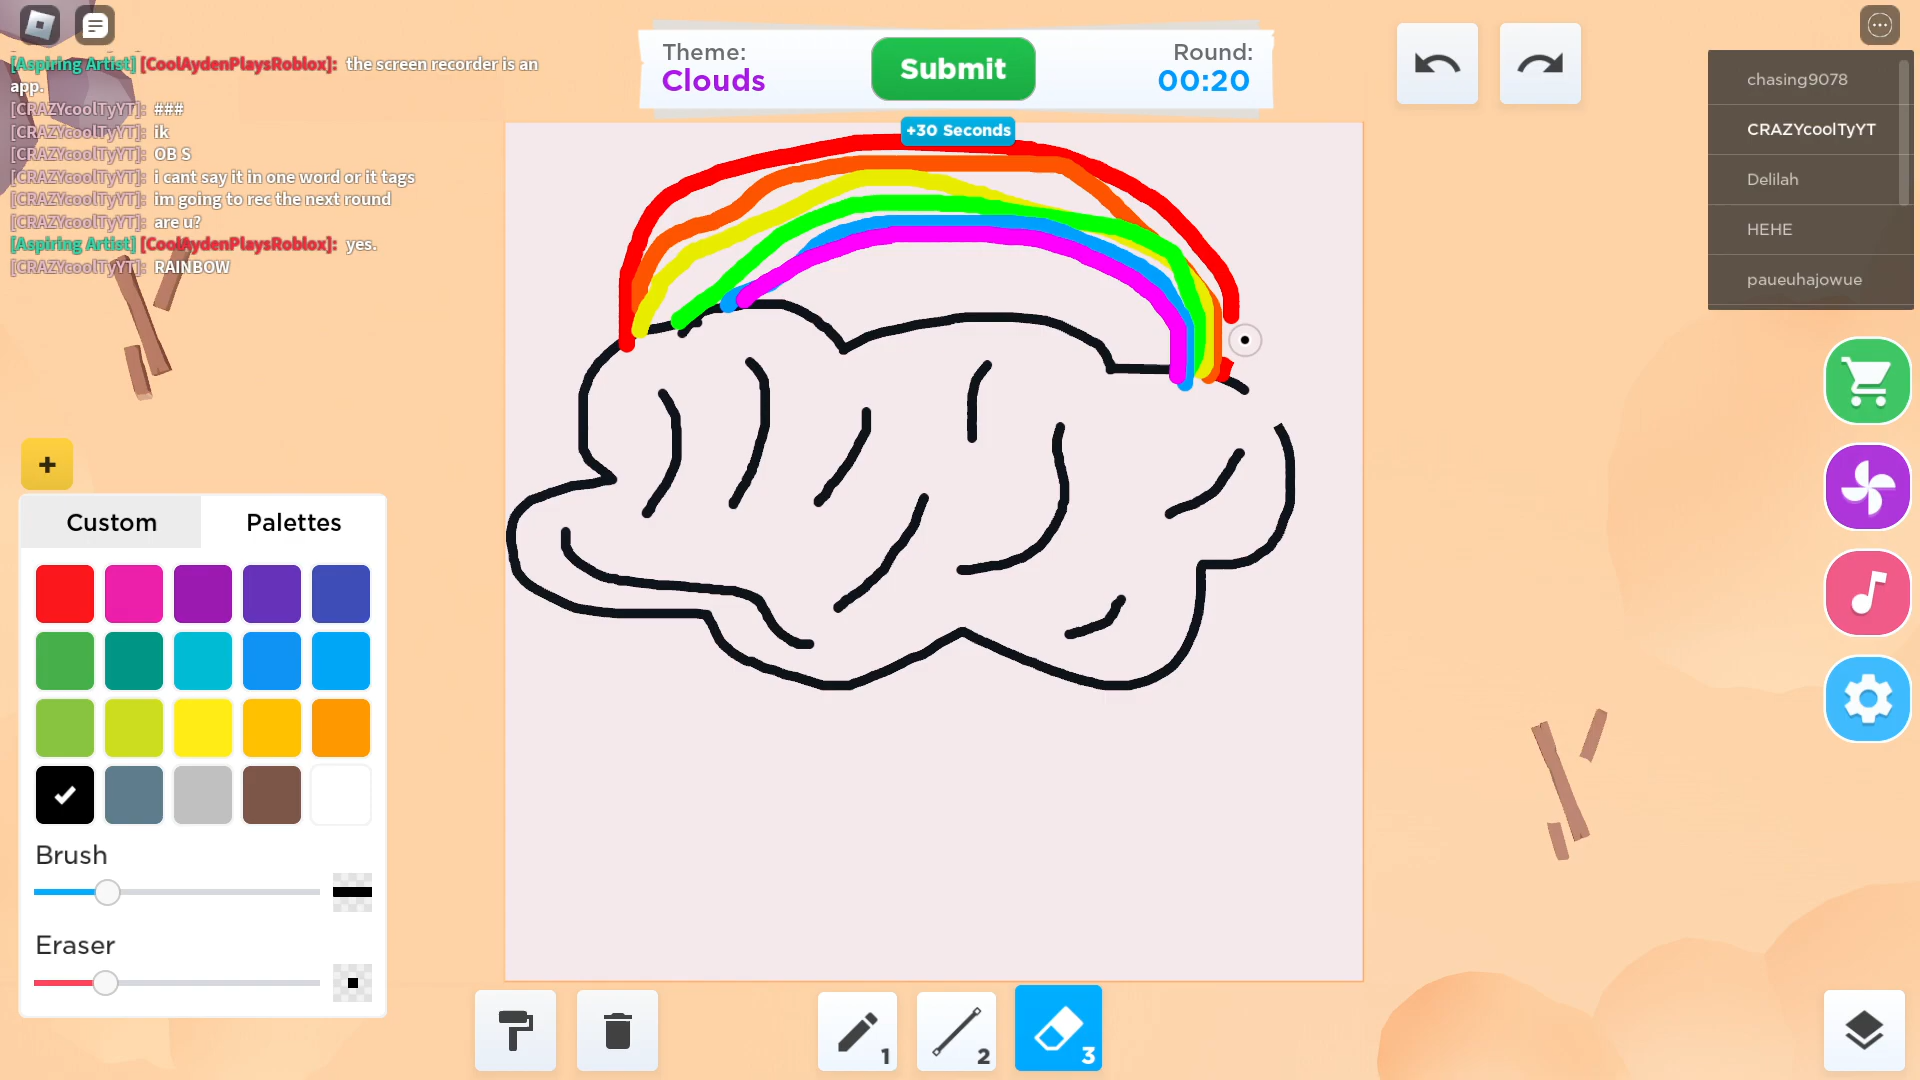 [Aspiring Artist] [CoolAydenPlaysRoblox]: the screen recorder is an
app.
[CRAZYcoolTyYT]: ###
[CRAZYcoolTyYT]: ik
[CRAZYcoolTyYT]: OB S
[CRAZYcoolTyYT]: i cant say it in one word or it tags
[CRAZYcoolTyYT]: im going to rec the next round
[CRAZYcoolTyYT]: are u?
[Aspiring Artist] [CoolAydenPlaysRoblox]: yes.
[CRAZYcoolTyYT]: RAINBOW
Theme:
Clouds
Submit
Round:
00:20
+30 Seconds
chasing9078
CRAZYcoolTyYT
Delilah
HEHE
paueuhajowue
+
Custom
Palettes
Brush
Eraser
1
2
3